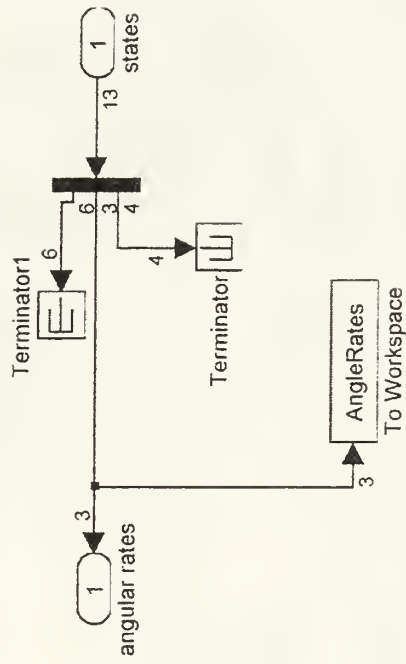 1
states
13
6
3
4
6
Terminator1
4
Terminator
3
1
angular rates
3
AngleRates
To Workspace